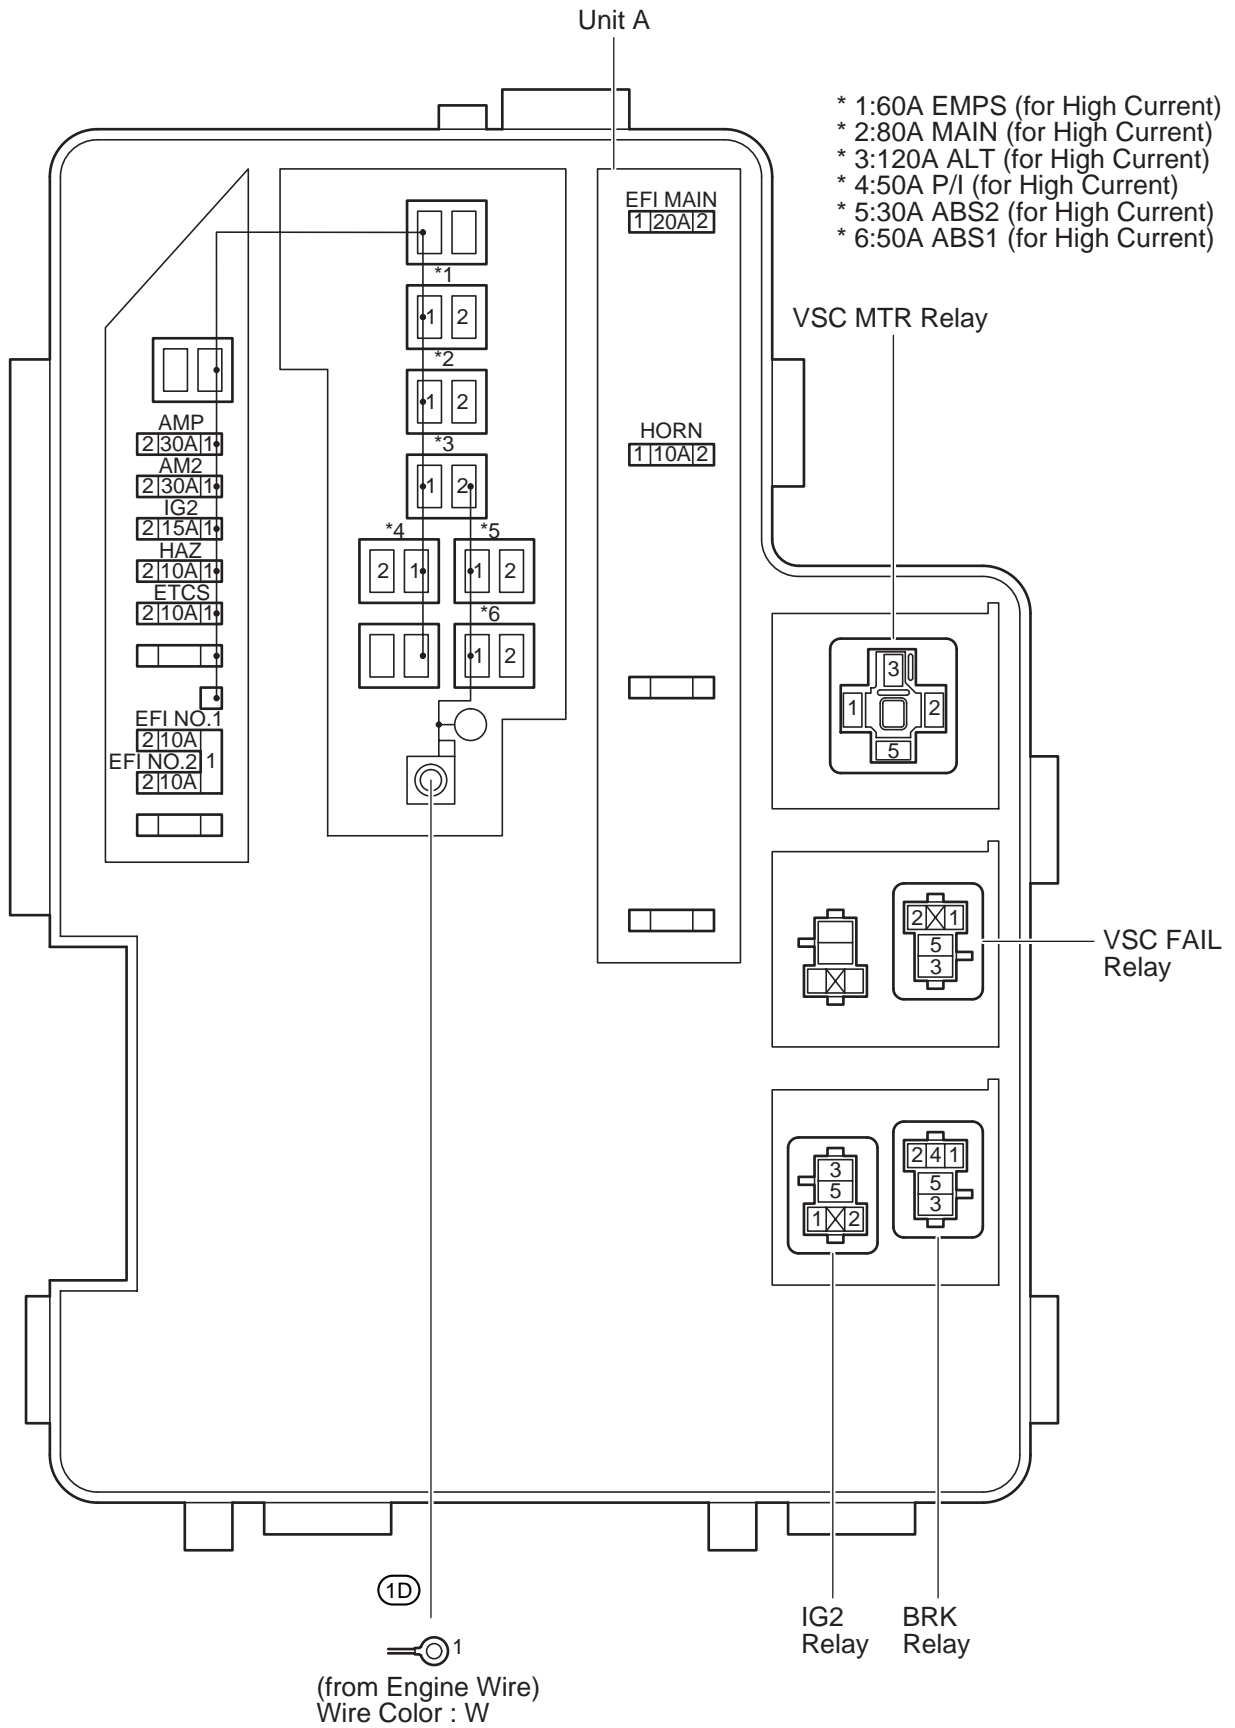 Unit A
* 1:60A EMPS (for High Current)
* 2:80A MAIN (for High Current)
* 3:120A ALT (for High Current)
* 4:50A P/I (for High Current)
* 5:30A ABS2 (for High Current)
* 6:50A ABS1 (for High Current)
EFI MAIN
1 20A 2
*1
1 2
VSC MTR Relay
*2
1 2
AMP
2 30A 1
HORN
1 10A 2
*3
1 2
AM2
2 30A 1
IG2
2 15A 1
*4
2 1
*5
1 2
HAZ
2 10A 1
ETCS
2 10A 1
*6
1 2
3
1 2
5
EFI NO.1
2 10A
EFI NO.2 1
2 10A
2 1
5
3
VSC FAIL
Relay
3
5
1 2
2 4 1
5
3
1D
1
IG2
Relay
BRK
Relay
(from Engine Wire)
Wire Color : W